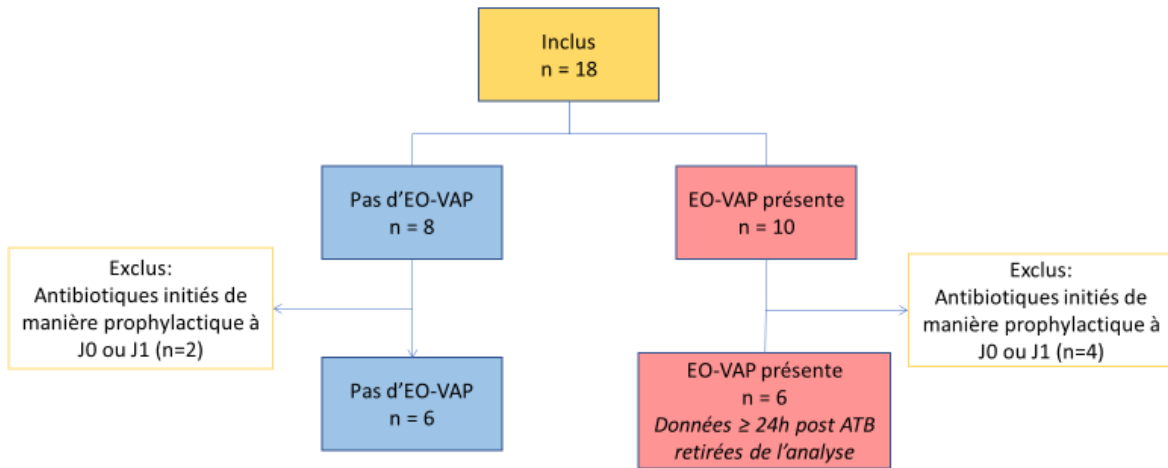 Inclus
n = 18
Pas d’EO-VAP
n = 8
EO-VAP présente
n = 10
Exclus:
Antibiotiques initiés de
manière prophylactique à
J0 ou J1 (n=2)
Exclus:
Antibiotiques initiés de
manière prophylactique à
J0 ou J1 (n=4)
Pas d’EO-VAP
n = 6
EO-VAP présente
n = 6
Données ≥ 24h post ATB
retirées de l’analyse